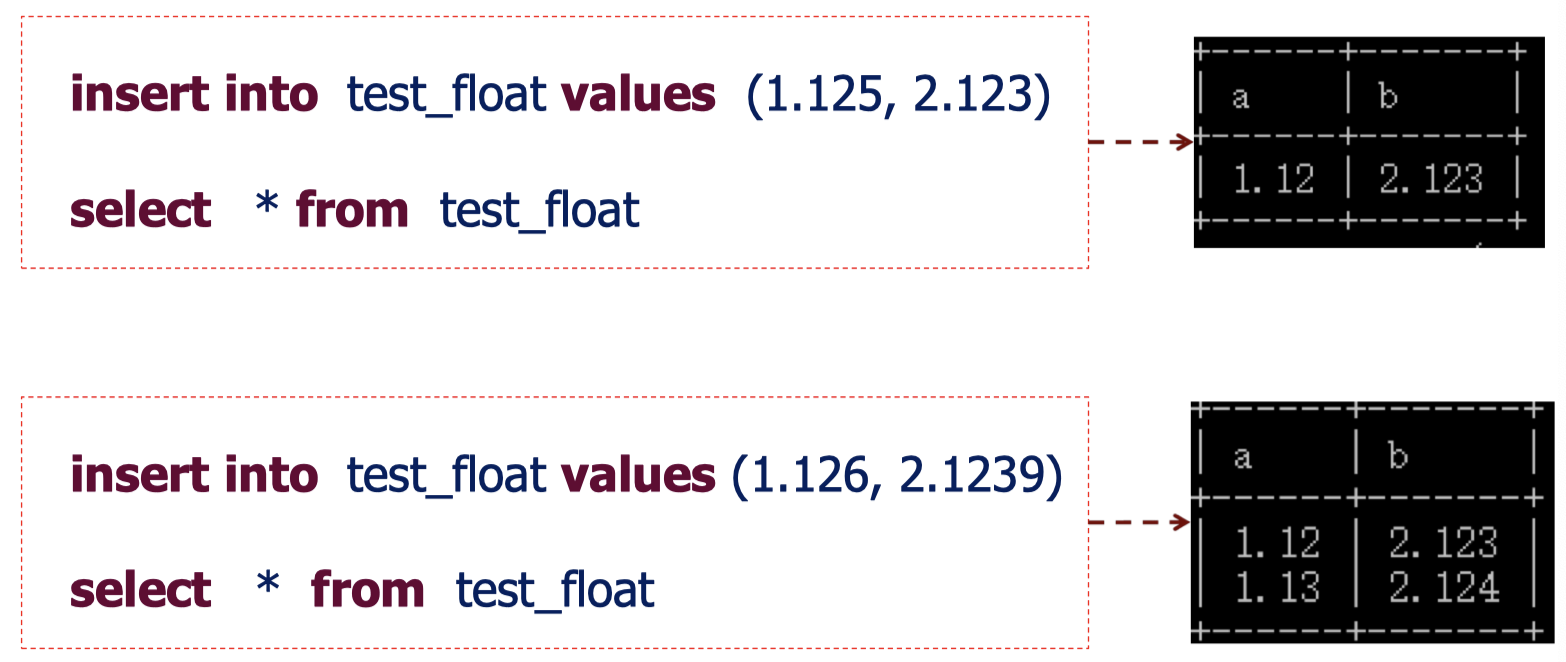 insert into test_float values (1.125, 2.123)
select * from test_float
+------+-------+
| a | b |
+------+-------+
| 1.12 | 2.123 |
+------+-------+
insert into test_float values (1.126, 2.1239)
select * from test_float
+------+-------+
| a | b |
+------+-------+
| 1.12 | 2.123 |
| 1.13 | 2.124 |
+------+-------+